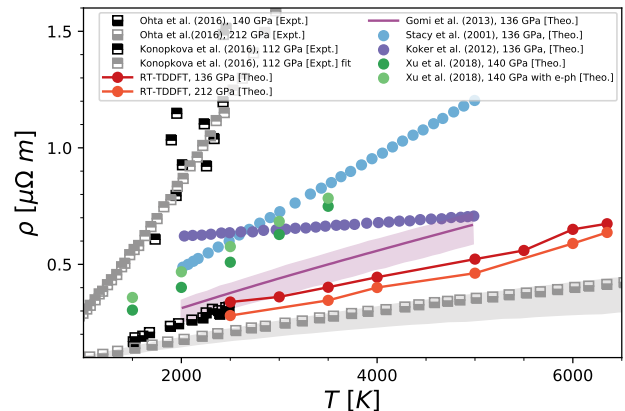 Ohta et al. (2016), 140 GPa [Expt.]
Ohta et al.(2016), 212 GPa [Expt.]
Konopkova et al. (2016), 112 GPa [Expt.]
Konopkova et al. (2016), 112 GPa [Expt.] fit
RT-TDDFT, 136 GPa [Theo.]
RT-TDDFT, 212 GPa [Theo.]
Gomi et al. (2013), 136 GPa [Theo.]
Stacy et al. (2001), 136 GPa, [Theo.]
Koker et al. (2012), 136 GPa, [Theo.]
Xu et al. (2018), 140 GPa [Theo.]
Xu et al. (2018), 140 GPa with e-ph [Theo.]
1.5
1.0
0.5
ρ [μΩ m]
2000 4000 6000
T [K]